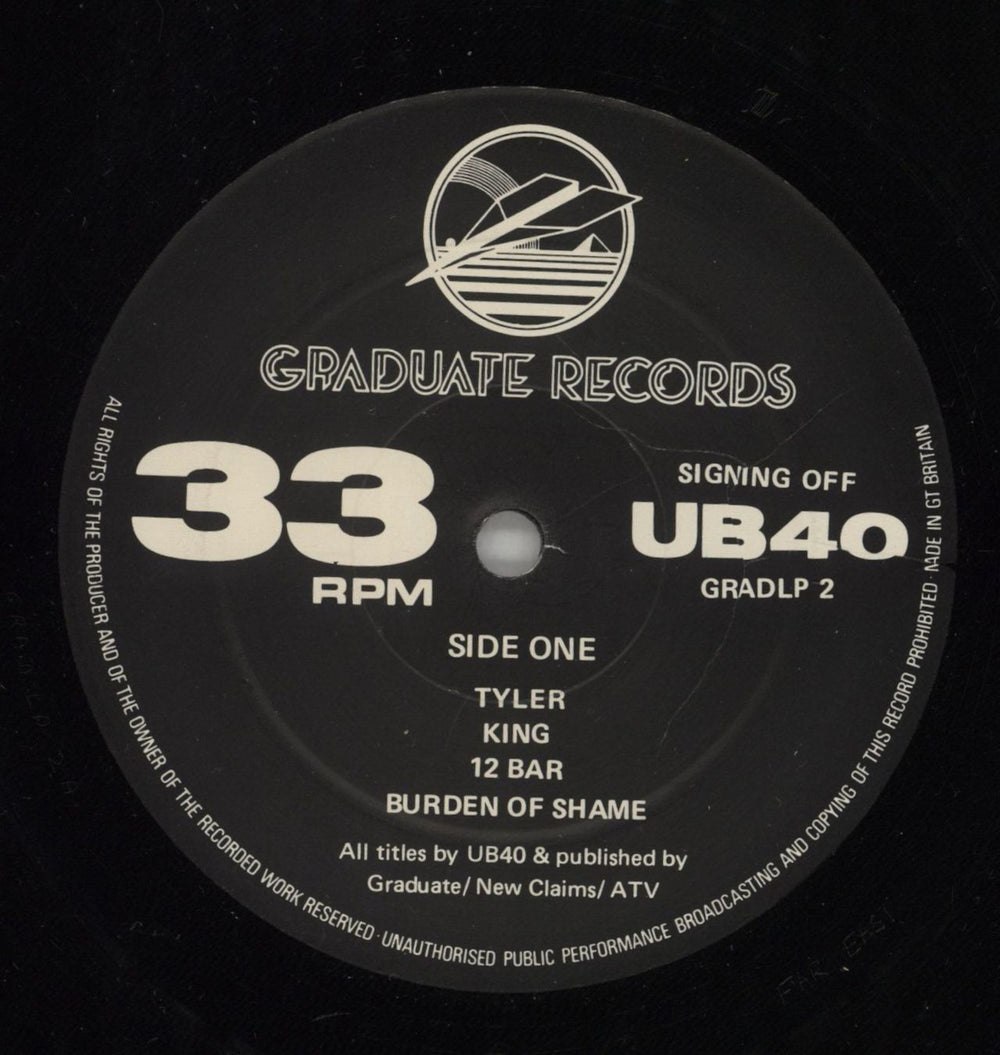 GRADUATE RECORDS
33
RPM
SIGNING OFF
UB40
GRADLP 2
SIDE ONE
TYLER
KING
12 BAR
BURDEN OF SHAME
All titles by UB40 & published by
Graduate/ New Claims/ ATV
ALL RIGHTS OF THE PRODUCER AND OF THE OWNER OF THE RECORDED WORK RESERVED · UNAUTHORISED PUBLIC PERFORMANCE BROADCASTING AND COPYING OF THIS RECORD PROHIBITED · MADE IN GT BRITAIN